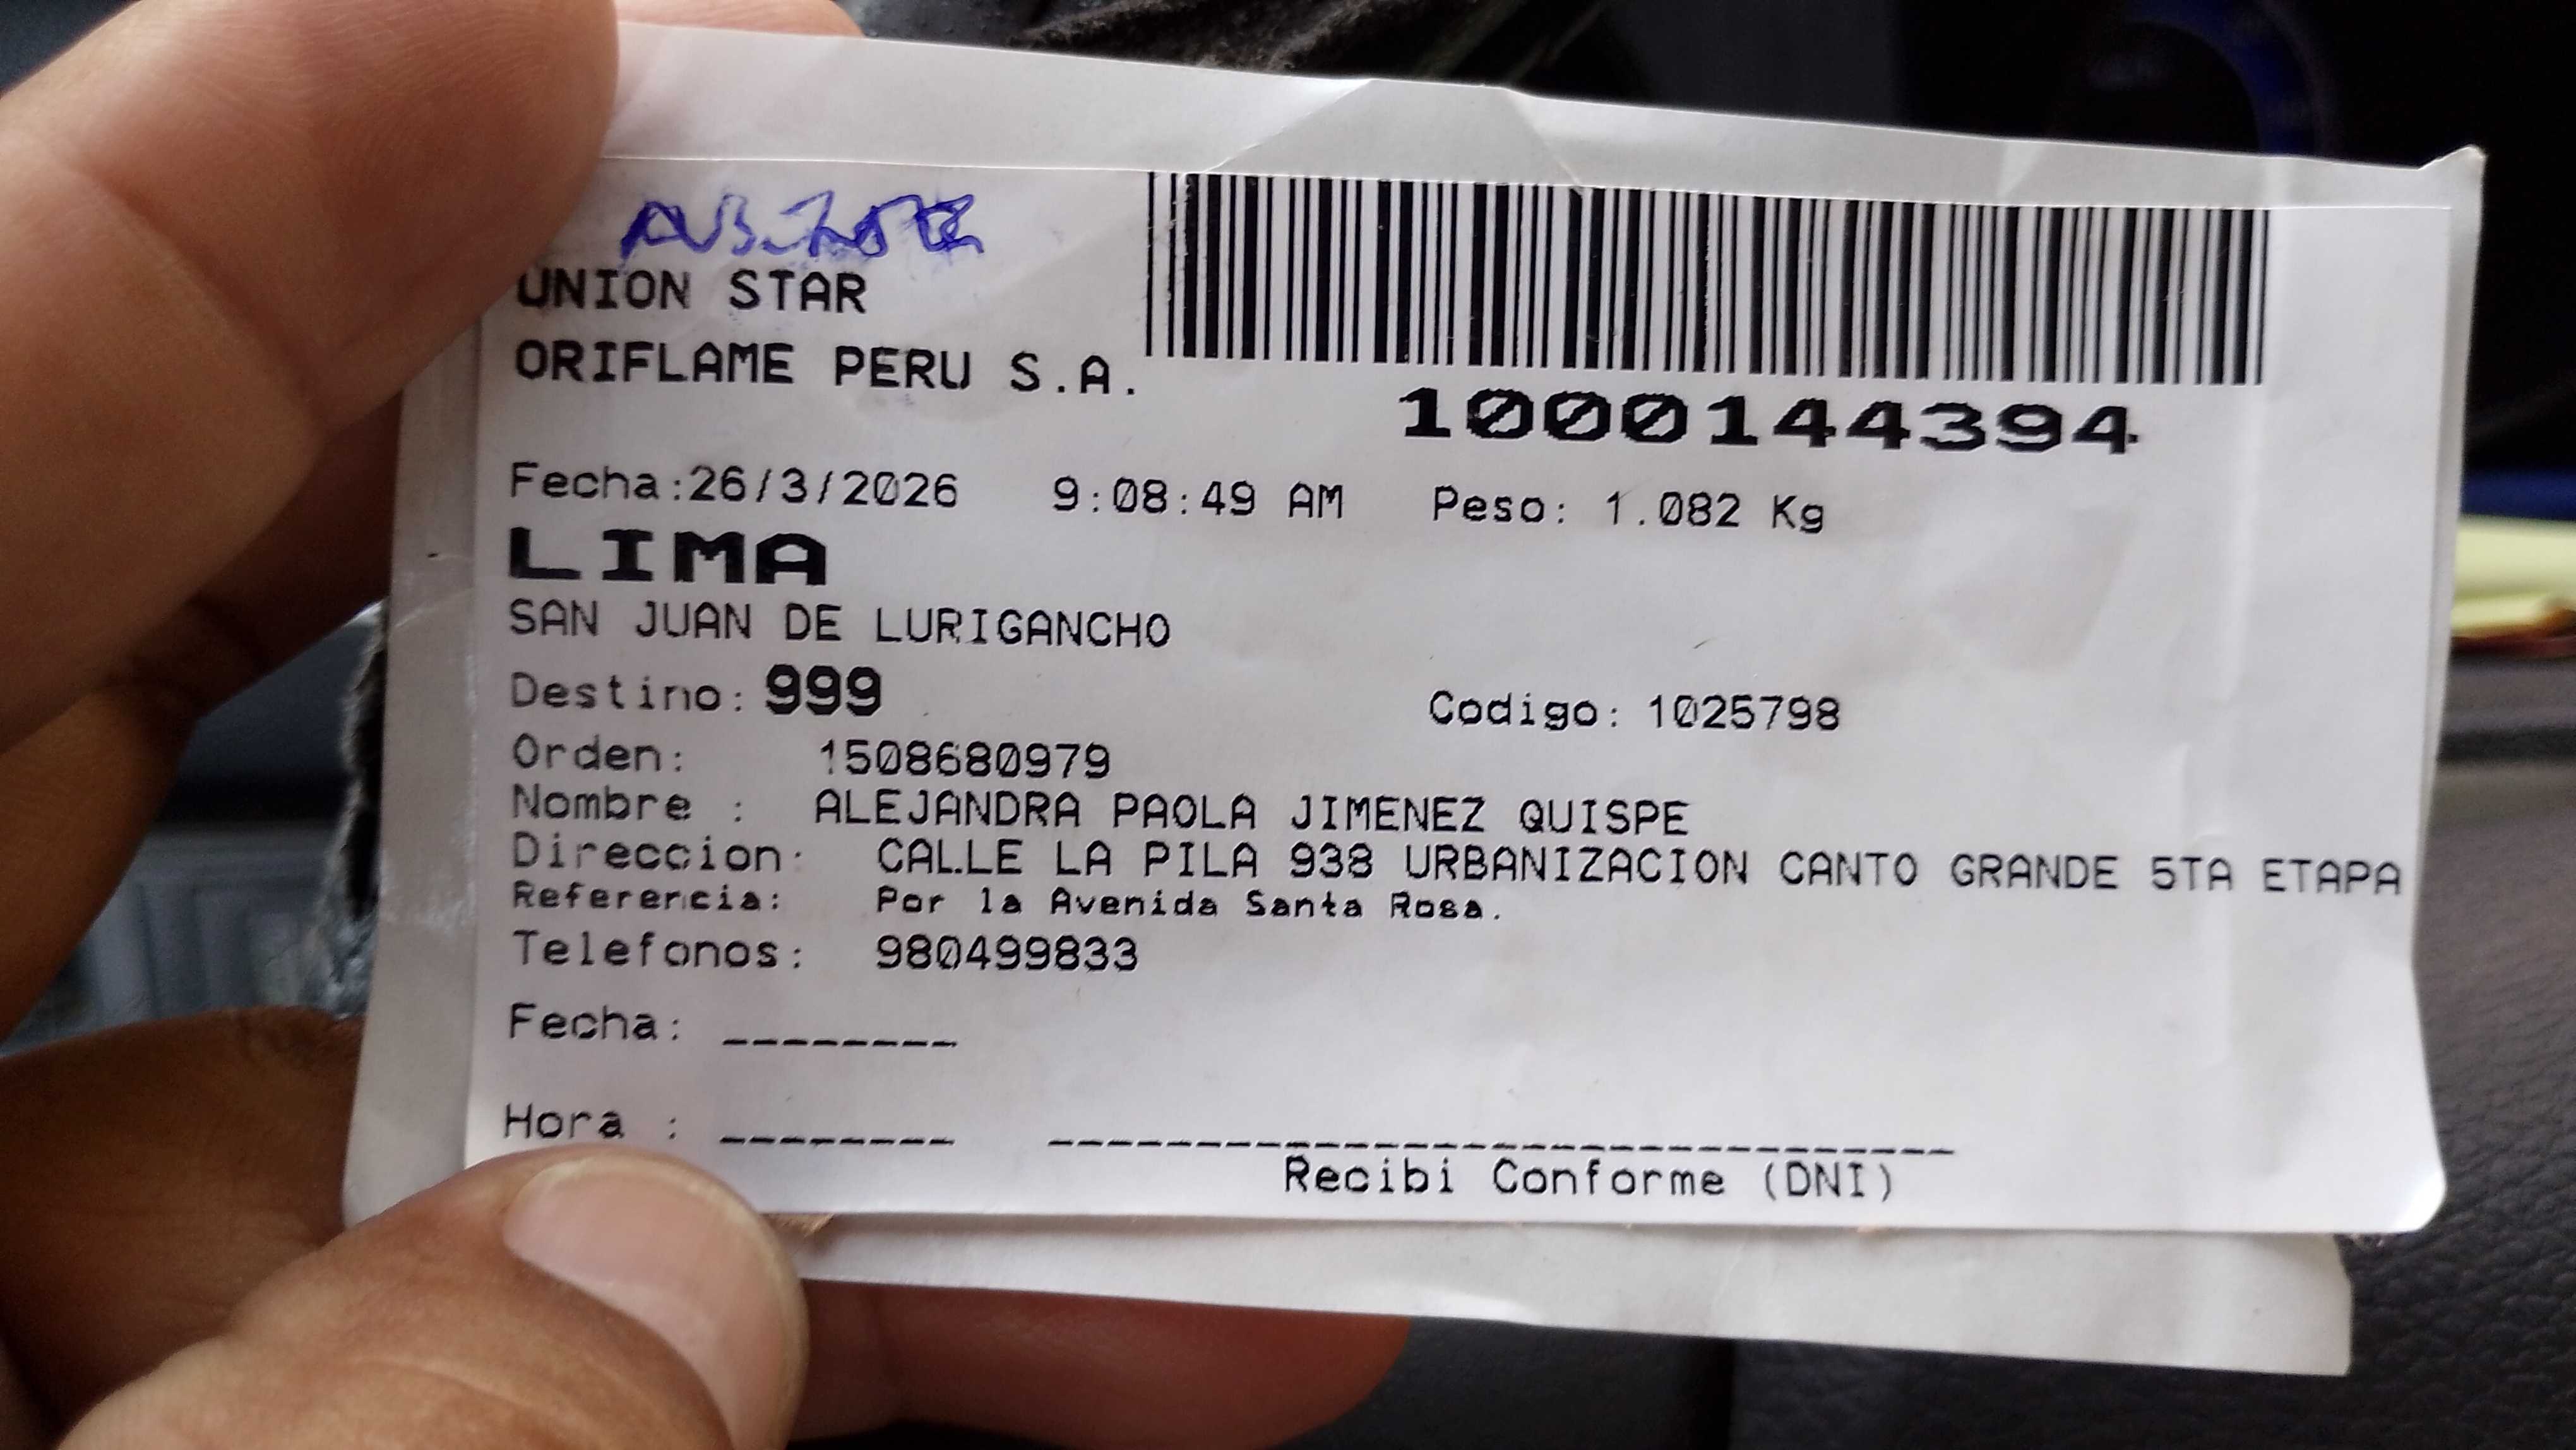 UNION STAR
ORIFLAME PERU S.A.
1000144394
Fecha:26/3/2026 9:08:49 AM Peso: 1.082 Kg
LIMA
SAN JUAN DE LURIGANCHO
Destino: 999 Codigo: 1025798
Orden: 1508680979
Nombre : ALEJANDRA PAOLA JIMENEZ QUISPE
Direccion: CALLE LA PILA 938 URBANIZACION CANTO GRANDE 5TA ETAPA
Referencia: Por la Avenida Santa Rosa.
Telefonos: 980499833
Fecha: ________
Hora : ________ ______________________________
Recibi Conforme (DNI)